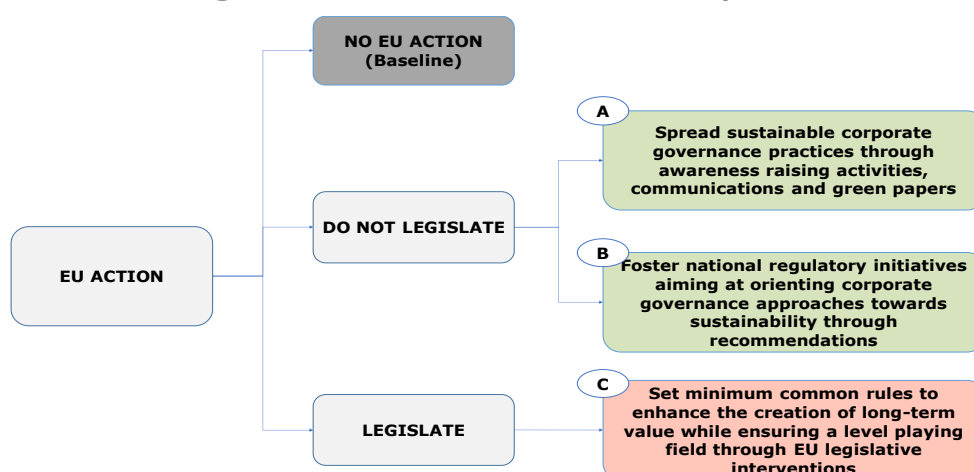 NO EU ACTION
(Baseline)
A
Spread sustainable corporate
governance practices through
awareness raising activities,
communications and green papers
DO NOT LEGISLATE
EU ACTION
B
Foster national regulatory initiatives
aiming at orienting corporate
governance approaches towards
sustainability through
recommendations
C
Set minimum common rules to
enhance the creation of long-term
value while ensuring a level playing
field through EU legislative
interventions
LEGISLATE